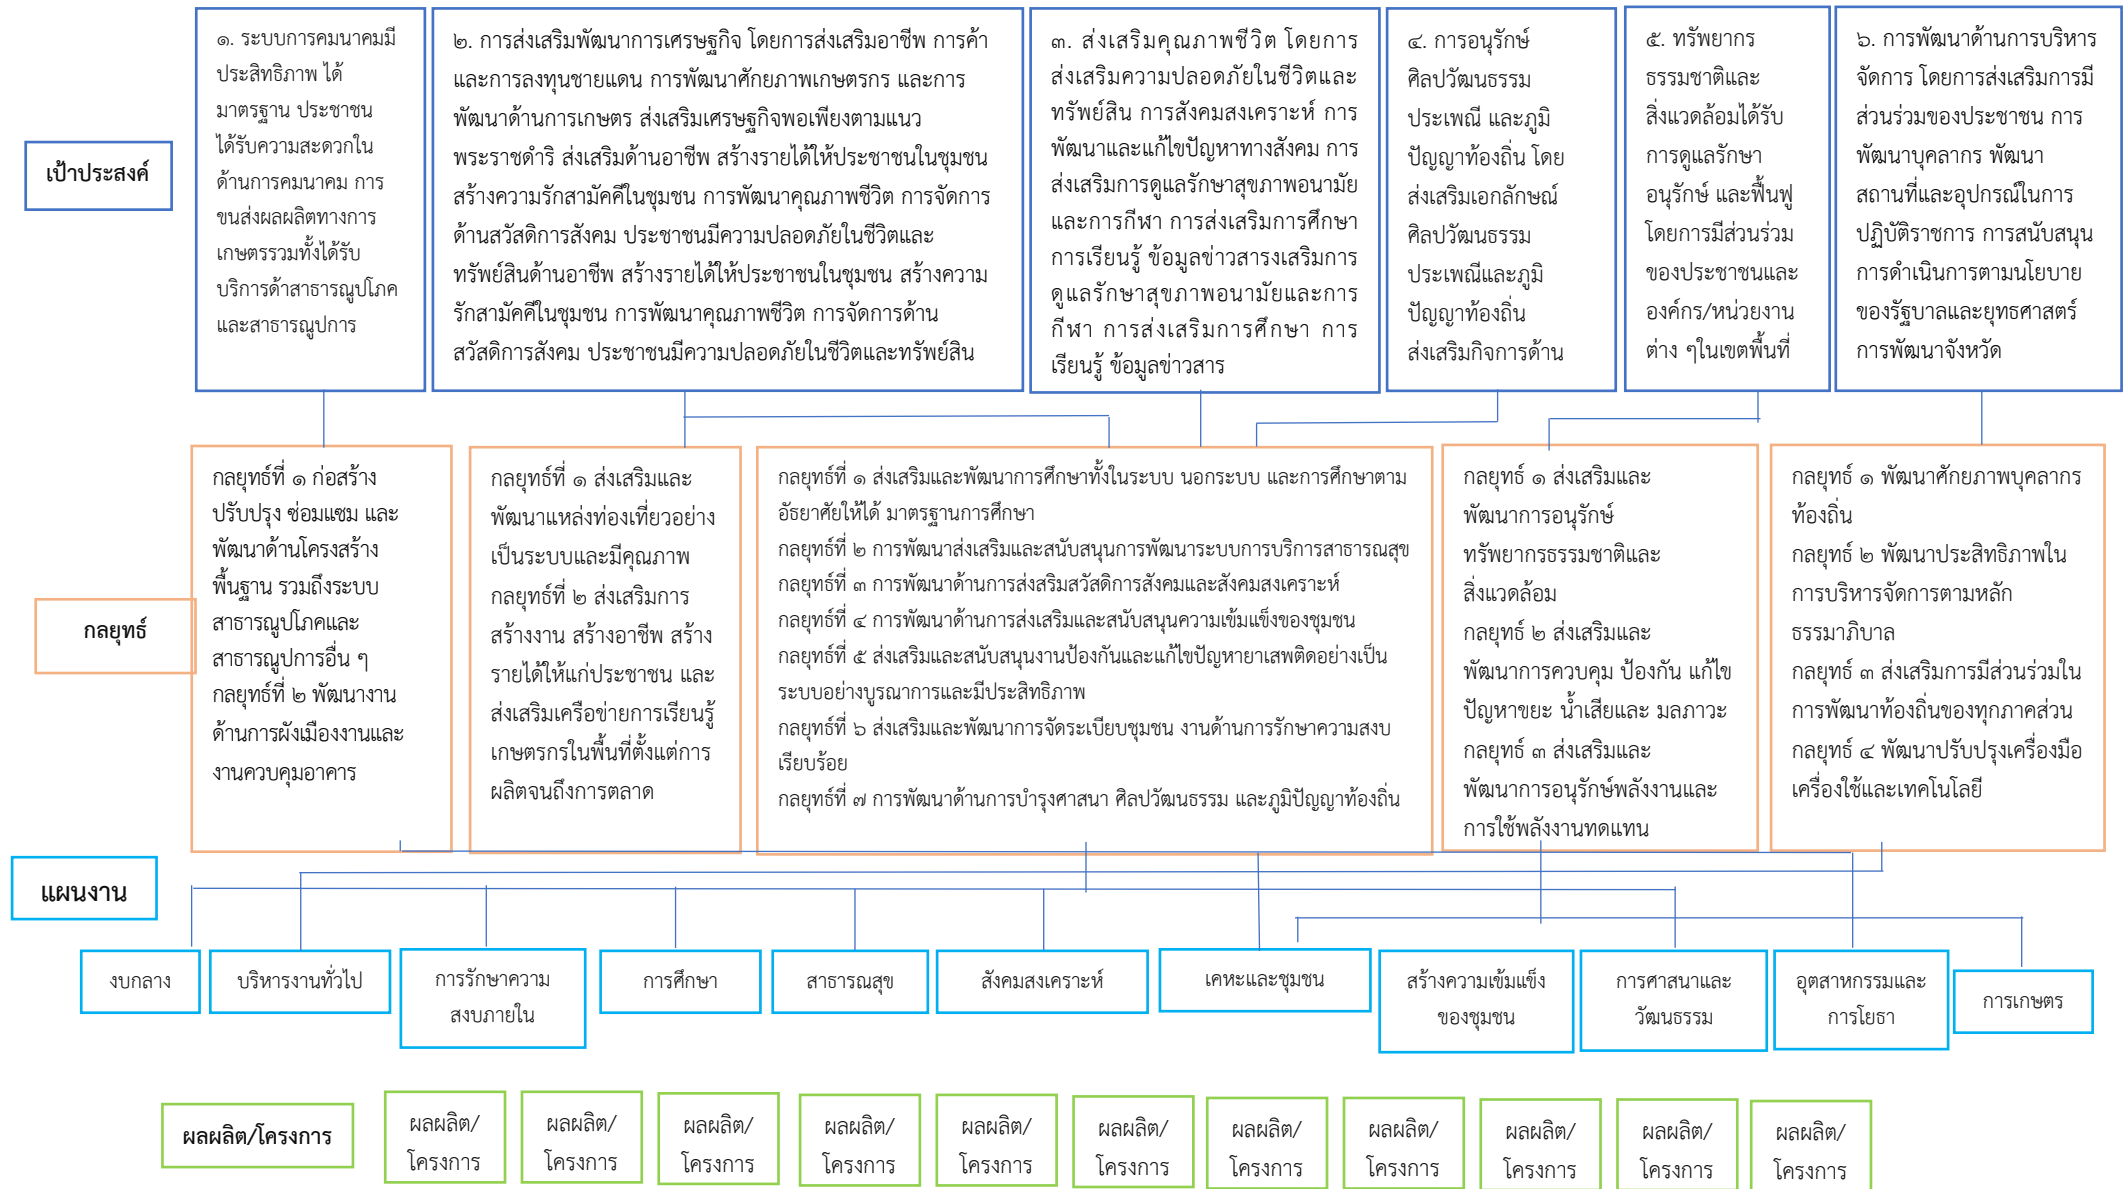 เป้าประสงค์
๑. ระบบการคมนาคมมี
ประสิทธิภาพ ได้
มาตรฐาน ประชาชน
ได้รับความสะดวกใน
ด้านการคมนาคม การ
ขนส่งผลผลิตทางการ
เกษตรรวมทั้งได้รับ
บริการด้าสาธารณูปโภค
และสาธารณูปการ
๒. การส่งเสริมพัฒนาการเศรษฐกิจ โดยการส่งเสริมอาชีพ การค้า
และการลงทุนชายแดน การพัฒนาศักยภาพเกษตรกร และการ
พัฒนาด้านการเกษตร ส่งเสริมเศรษฐกิจพอเพียงตามแนว
พระราชดำริ ส่งเสริมด้านอาชีพ สร้างรายได้ให้ประชาชนในชุมชน
สร้างความรักสามัคคีในชุมชน การพัฒนาคุณภาพชีวิต การจัดการ
ด้านสวัสดิการสังคม ประชาชนมีความปลอดภัยในชีวิตและ
ทรัพย์สินด้านอาชีพ สร้างรายได้ให้ประชาชนในชุมชน สร้างความ
รักสามัคคีในชุมชน การพัฒนาคุณภาพชีวิต การจัดการด้าน
สวัสดิการสังคม ประชาชนมีความปลอดภัยในชีวิตและทรัพย์สิน
๓. ส่งเสริมคุณภาพชีวิต โดยการ
ส่งเสริมความปลอดภัยในชีวิตและ
ทรัพย์สิน การสังคมสงเคราะห์ การ
พัฒนาและแก้ไขปัญหาทางสังคม การ
ส่งเสริมการดูแลรักษาสุขภาพอนามัย
และการกีฬา การส่งเสริมการศึกษา
การเรียนรู้ ข้อมูลข่าวสารงเสริมการ
ดูแลรักษาสุขภาพอนามัยและการ
กีฬา การส่งเสริมการศึกษา การ
เรียนรู้ ข้อมูลข่าวสาร
๔. การอนุรักษ์
ศิลปวัฒนธรรม
ประเพณี และภูมิ
ปัญญาท้องถิ่น โดย
ส่งเสริมเอกลักษณ์
ศิลปวัฒนธรรม
ประเพณีและภูมิ
ปัญญาท้องถิ่น
ส่งเสริมกิจการด้าน
๕. ทรัพยากร
ธรรมชาติและ
สิ่งแวดล้อมได้รับ
การดูแลรักษา
อนุรักษ์ และฟื้นฟู
โดยการมีส่วนร่วม
ของประชาชนและ
องค์กร/หน่วยงาน
ต่าง ๆในเขตพื้นที่
๖. การพัฒนาด้านการบริหาร
จัดการ โดยการส่งเสริมการมี
ส่วนร่วมของประชาชน การ
พัฒนาบุคลากร พัฒนา
สถานที่และอุปกรณ์ในการ
ปฏิบัติราชการ การสนับสนุน
การดำเนินการตามนโยบาย
ของรัฐบาลและยุทธศาสตร์
การพัฒนาจังหวัด
กลยุทธ์
กลยุทธ์ที่ ๑ ก่อสร้าง
ปรับปรุง ซ่อมแซม และ
พัฒนาด้านโครงสร้าง
พื้นฐาน รวมถึงระบบ
สาธารณูปโภคและ
สาธารณูปการอื่น ๆ
กลยุทธ์ที่ ๒ พัฒนางาน
ด้านการผังเมืองงานและ
งานควบคุมอาคาร
กลยุทธ์ที่ ๑ ส่งเสริมและ
พัฒนาแหล่งท่องเที่ยวอย่าง
เป็นระบบและมีคุณภาพ
กลยุทธ์ที่ ๒ ส่งเสริมการ
สร้างงาน สร้างอาชีพ สร้าง
รายได้ให้แก่ประชาชน และ
ส่งเสริมเครือข่ายการเรียนรู้
เกษตรกรในพื้นที่ตั้งแต่การ
ผลิตจนถึงการตลาด
กลยุทธ์ที่ ๑ ส่งเสริมและพัฒนาการศึกษาทั้งในระบบ นอกระบบ และการศึกษาตาม
อัธยาศัยให้ได้ มาตรฐานการศึกษา
กลยุทธ์ที่ ๒ การพัฒนาส่งเสริมและสนับสนุนการพัฒนาระบบการบริการสาธารณสุข
กลยุทธ์ที่ ๓ การพัฒนาด้านการส่งสริมสวัสดิการสังคมและสังคมสงเคราะห์
กลยุทธ์ที่ ๔ การพัฒนาด้านการส่งเสริมและสนับสนุนความเข้มแข็งของชุมชน
กลยุทธ์ที่ ๕ ส่งเสริมและสนับสนุนงานป้องกันและแก้ไขปัญหายาเสพติดอย่างเป็น
ระบบอย่างบูรณาการและมีประสิทธิภาพ
กลยุทธ์ที่ ๖ ส่งเสริมและพัฒนาการจัดระเบียบชุมชน งานด้านการรักษาความสงบ
เรียบร้อย
กลยุทธ์ที่ ๗ การพัฒนาด้านการบำรุงศาสนา ศิลปวัฒนธรรม และภูมิปัญญาท้องถิ่น
กลยุทธ์ ๑ ส่งเสริมและ
พัฒนาการอนุรักษ์
ทรัพยากรธรรมชาติและ
สิ่งแวดล้อม
กลยุทธ์ ๒ ส่งเสริมและ
พัฒนาการควบคุม ป้องกัน แก้ไข
ปัญหาขยะ น้ำเสียและ มลภาวะ
กลยุทธ์ ๓ ส่งเสริมและ
พัฒนาการอนุรักษ์พลังงานและ
การใช้พลังงานทดแทน
กลยุทธ์ ๑ พัฒนาศักยภาพบุคลากร
ท้องถิ่น
กลยุทธ์ ๒ พัฒนาประสิทธิภาพใน
การบริหารจัดการตามหลัก
ธรรมาภิบาล
กลยุทธ์ ๓ ส่งเสริมการมีส่วนร่วมใน
การพัฒนาท้องถิ่นของทุกภาคส่วน
กลยุทธ์ ๔ พัฒนาปรับปรุงเครื่องมือ
เครื่องใช้และเทคโนโลยี
แผนงาน
งบกลาง
บริหารงานทั่วไป
การรักษาความ
สงบภายใน
การศึกษา
สาธารณสุข
สังคมสงเคราะห์
เคหะและชุมชน
สร้างความเข้มแข็ง
ของชุมชน
การศาสนาและ
วัฒนธรรม
อุตสาหกรรมและ
การโยธา
การเกษตร
ผลผลิต/โครงการ
ผลผลิต/
โครงการ
ผลผลิต/
โครงการ
ผลผลิต/
โครงการ
ผลผลิต/
โครงการ
ผลผลิต/
โครงการ
ผลผลิต/
โครงการ
ผลผลิต/
โครงการ
ผลผลิต/
โครงการ
ผลผลิต/
โครงการ
ผลผลิต/
โครงการ
ผลผลิต/
โครงการ